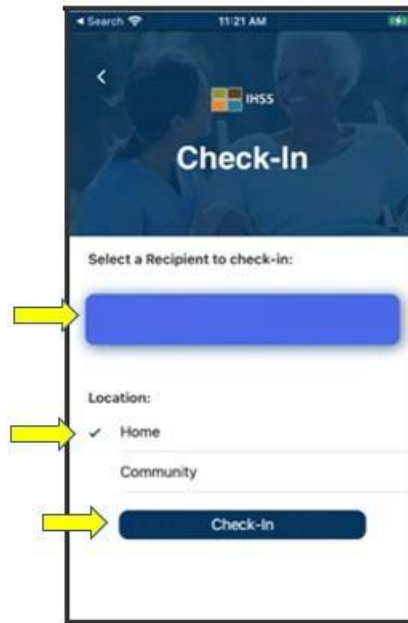 ◀ Search 11:21 AM
IHSS
Check-In
Select a Recipient to check-in:
Location:
✓ Home
Community
Check-In